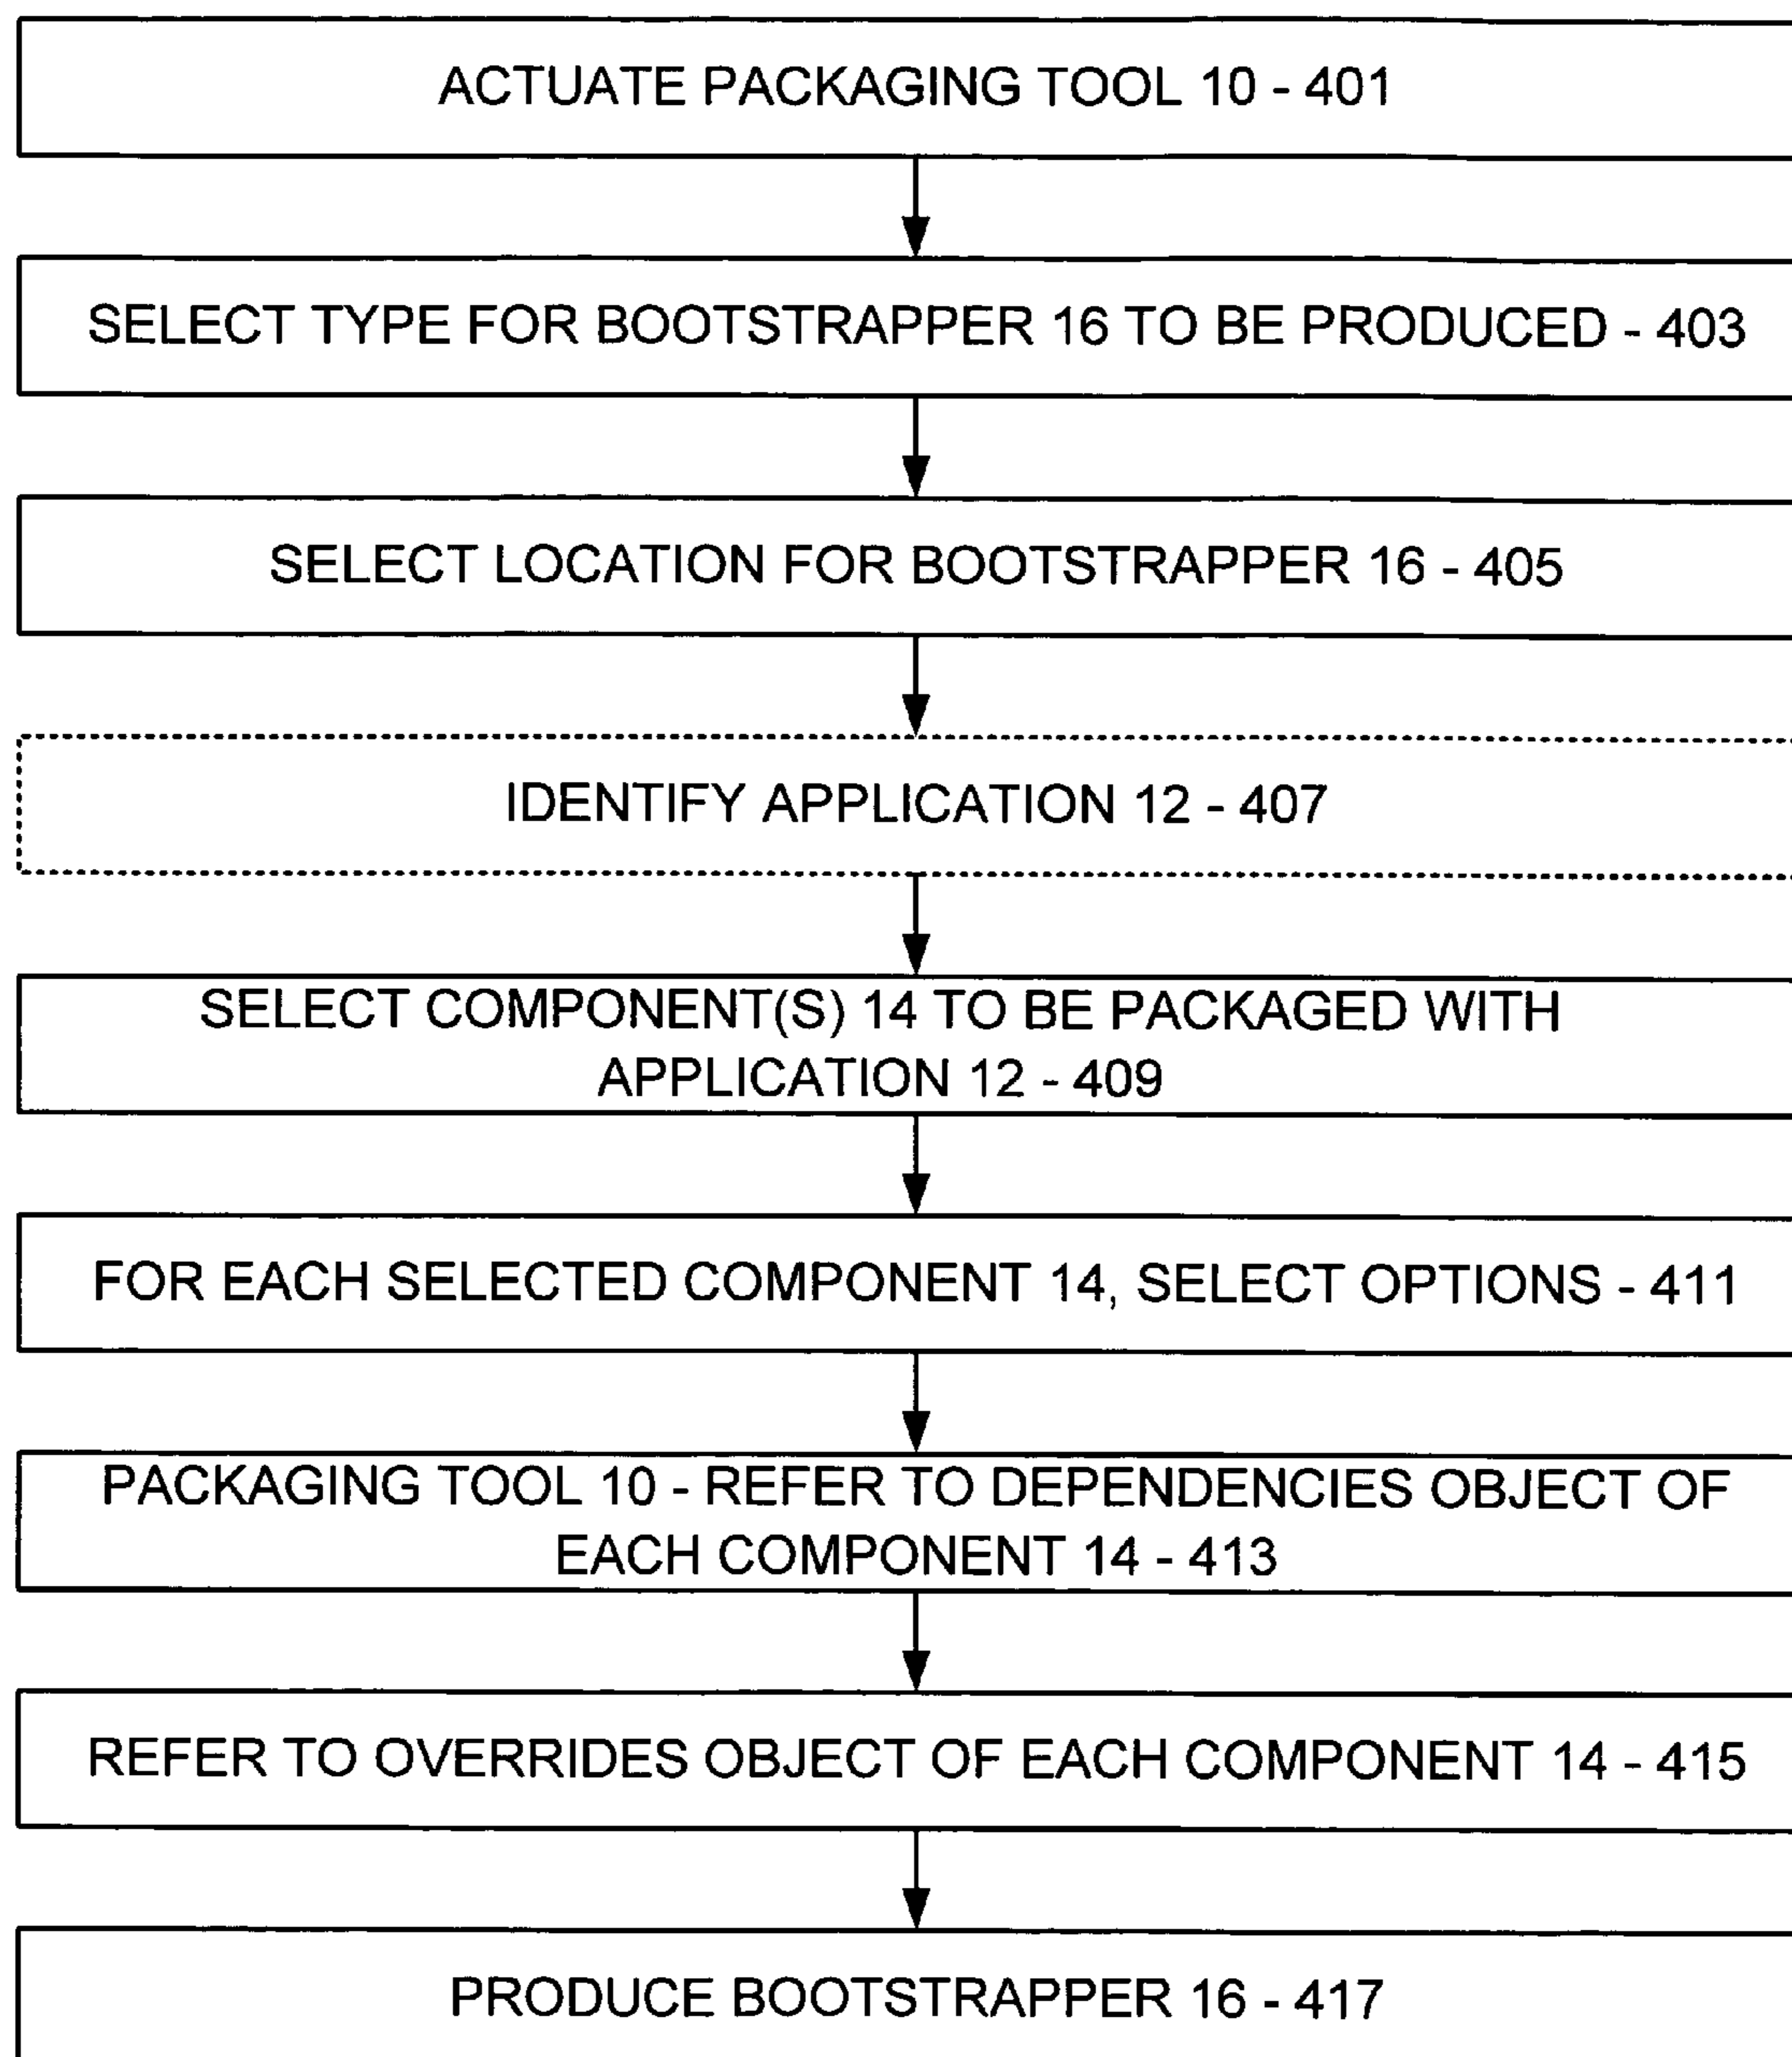 ACTUATE PACKAGING TOOL 10 - 401
SELECT TYPE FOR BOOTSTRAPPER 16 TO BE PRODUCED - 403
SELECT LOCATION FOR BOOTSTRAPPER 16 - 405
IDENTIFY APPLICATION 12 - 407
SELECT COMPONENT(S) 14 TO BE PACKAGED WITH
APPLICATION 12 - 409
FOR EACH SELECTED COMPONENT 14, SELECT OPTIONS - 411
PACKAGING TOOL 10 - REFER TO DEPENDENCIES OBJECT OF
EACH COMPONENT 14 - 413
REFER TO OVERRIDES OBJECT OF EACH COMPONENT 14 - 415
PRODUCE BOOTSTRAPPER 16 - 417